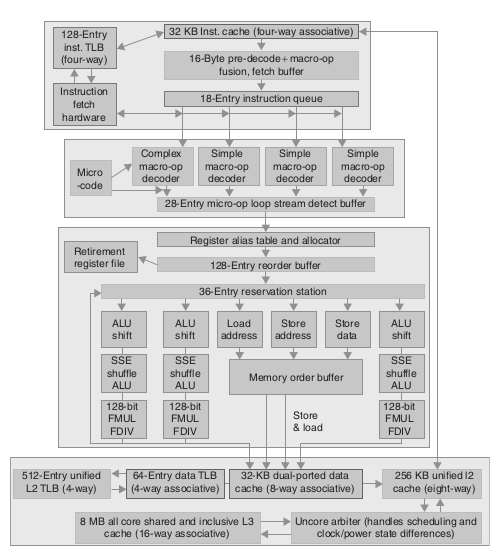 128-Entry
inst. TLB
(four-way)
32 KB Inst. cache (four-way associative)
16-Byte pre-decode+ macro-op
fusion, fetch buffer
Instruction
fetch
hardware
18-Entry instruction queue
Micro
-code
Complex
macro-op
decoder
Simple
macro-op
decoder
Simple
macro-op
decoder
Simple
macro-op
decoder
28-Entry micro-op loop stream detect buffer
Register alias table and allocator
Retirement
register file
128-Entry reorder buffer
36-Entry reservation station
ALU
shift
ALU
shift
Load
address
Store
address
Store
data
ALU
shift
SSE
shuffle
ALU
SSE
shuffle
ALU
Memory order buffer
SSE
shuffle
ALU
128-bit
FMUL
FDIV
128-bit
FMUL
FDIV
Store
& load
128-bit
FMUL
FDIV
512-Entry unified
L2 TLB (4-way)
64-Entry data TLB
(4-way associative)
32-KB dual-ported data
cache (8-way associative)
256 KB unified l2
cache (eight-way)
8 MB all core shared and inclusive L3
cache (16-way associative)
Uncore arbiter (handles scheduling and
clock/power state differences)